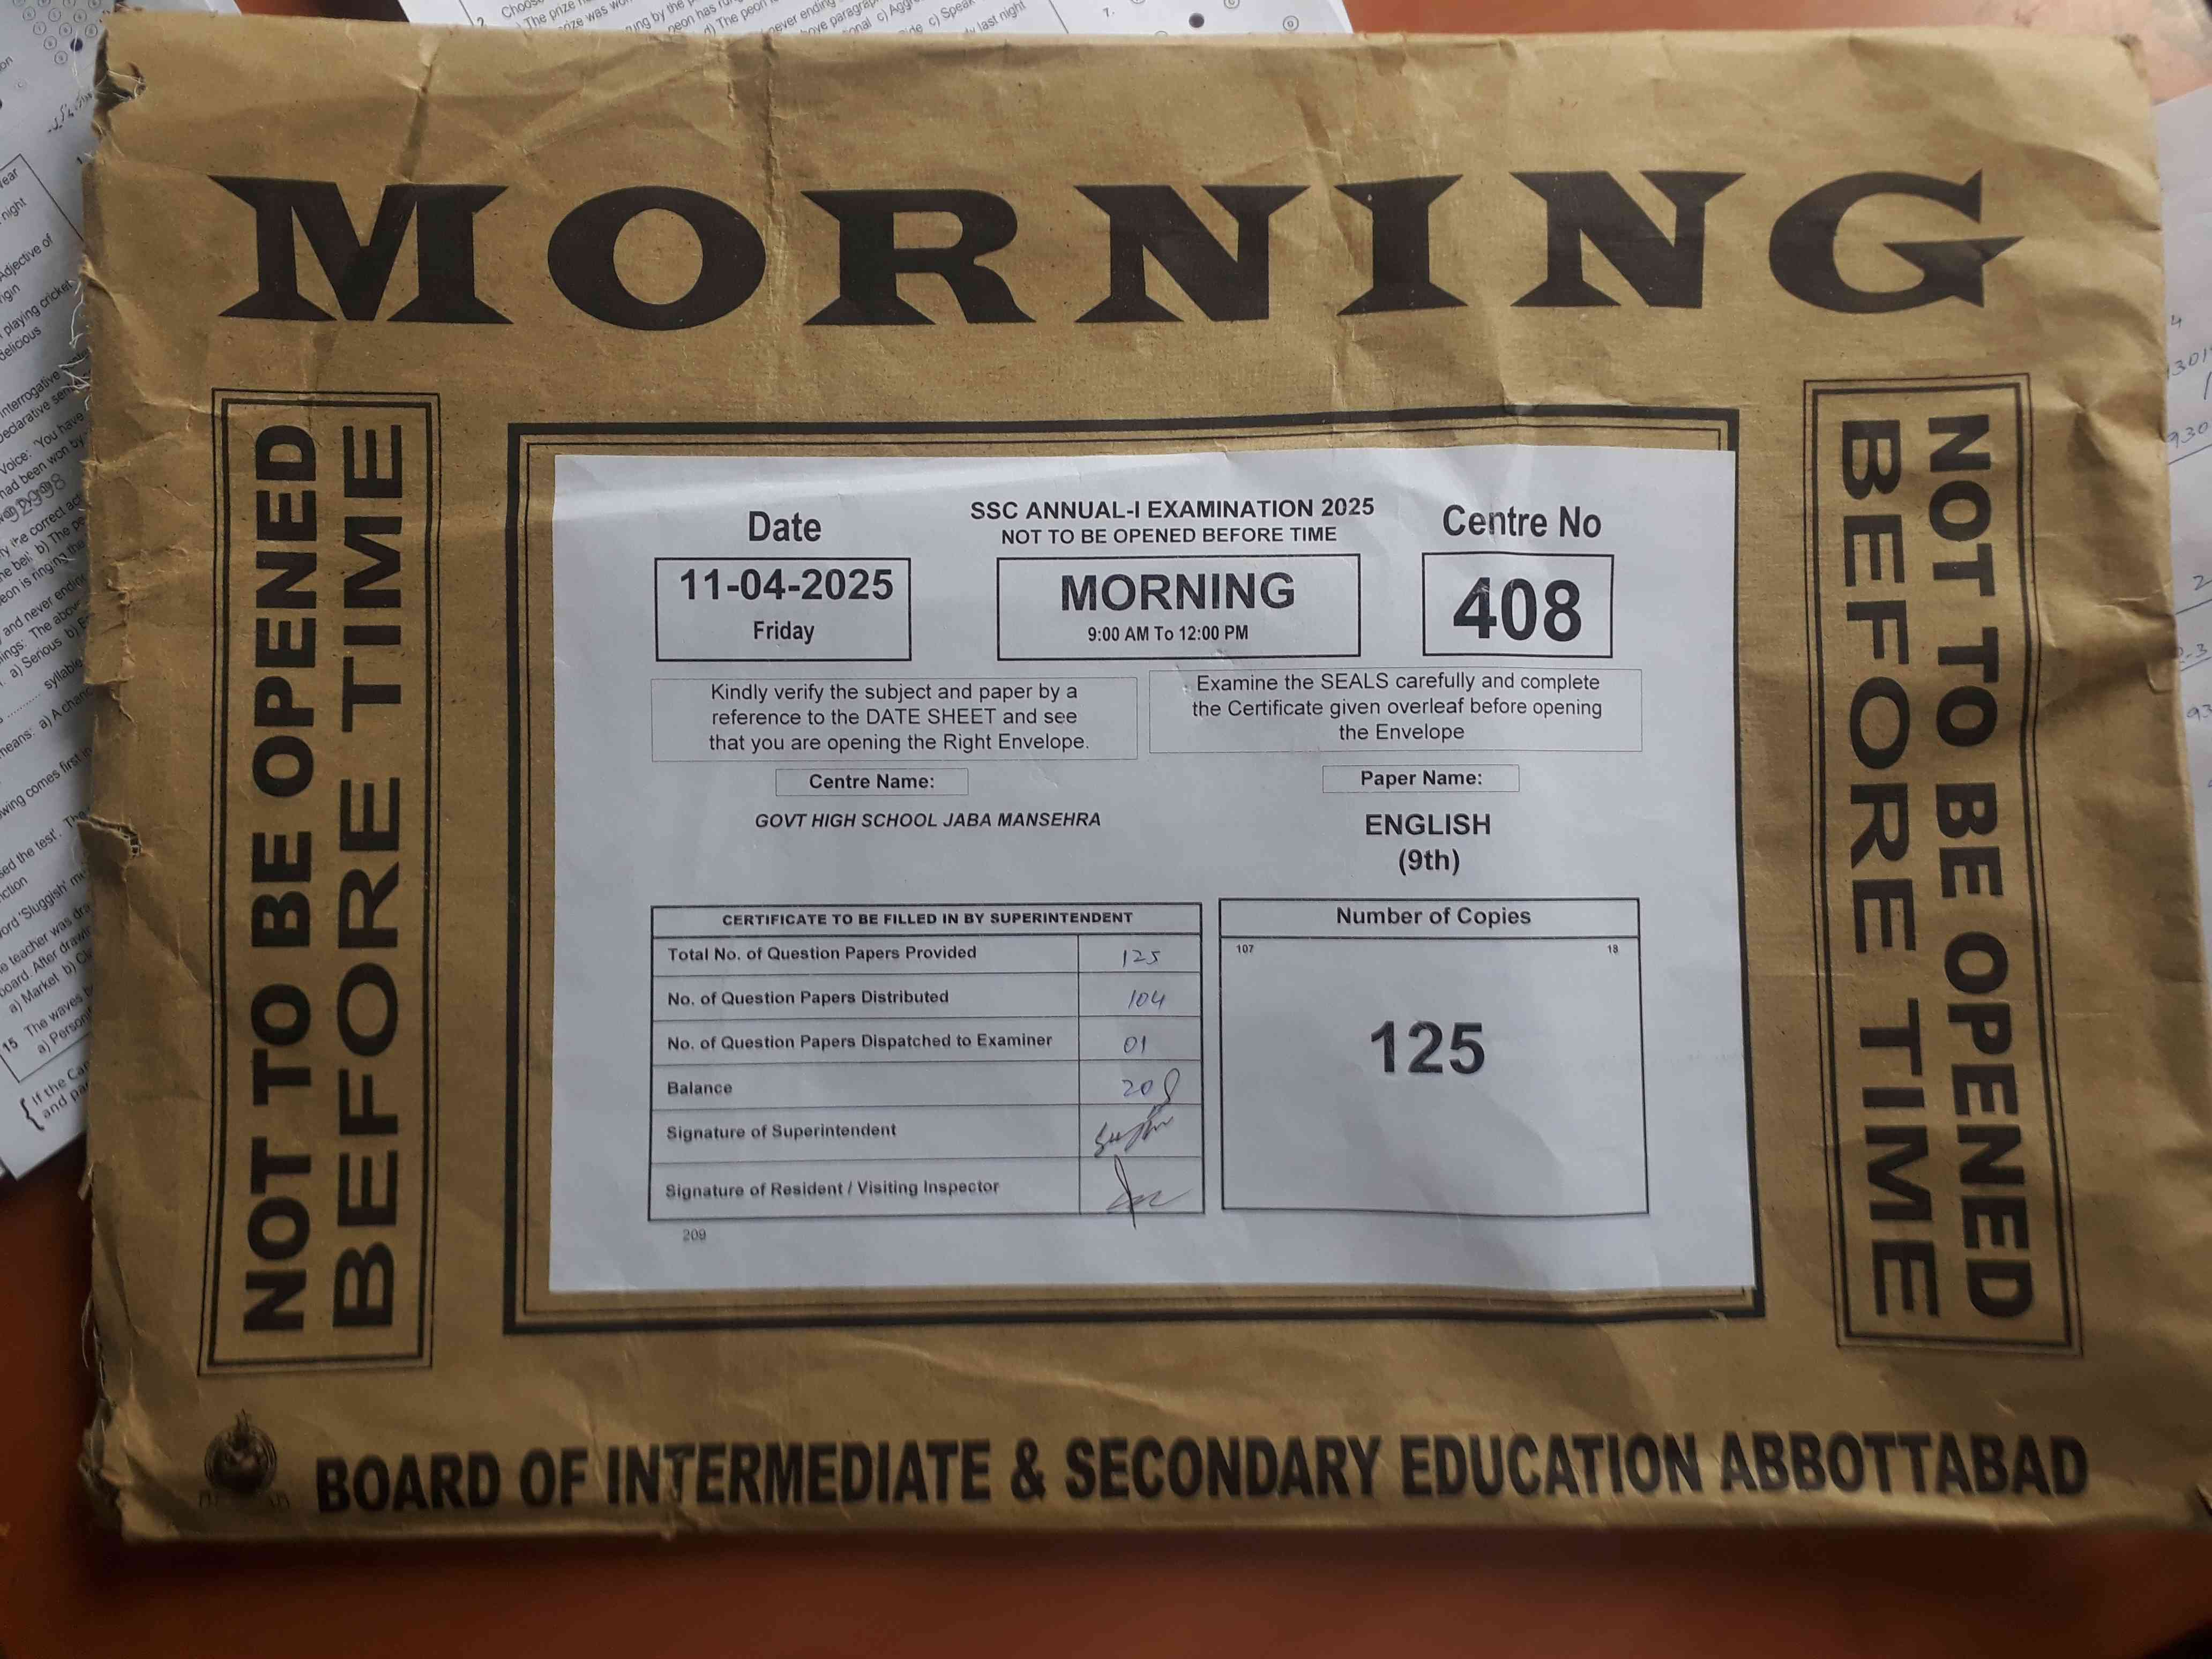 MORNING
NOT TO BE OPENED
BEFORE TIME
SSC ANNUAL-I EXAMINATION 2025
NOT TO BE OPENED BEFORE TIME
Date
11-04-2025
Friday
MORNING
9:00 AM To 12:00 PM
Centre No
408
Kindly verify the subject and paper by a
reference to the DATE SHEET and see
that you are opening the Right Envelope.
Examine the SEALS carefully and complete
the Certificate given overleaf before opening
the Envelope
Centre Name:
GOVT HIGH SCHOOL JABA MANSEHRA
Paper Name:
ENGLISH
(9th)
CERTIFICATE TO BE FILLED IN BY SUPERINTENDENT
Total No. of Question Papers Provided 125
No. of Question Papers Distributed 104
No. of Question Papers Dispatched to Examiner 01
Balance 20
Signature of Superintendent
Signature of Resident / Visiting Inspector
209
Number of Copies
107 18
125
NOT TO BE OPENED
BEFORE TIME
BOARD OF INTERMEDIATE & SECONDARY EDUCATION ABBOTTABAD